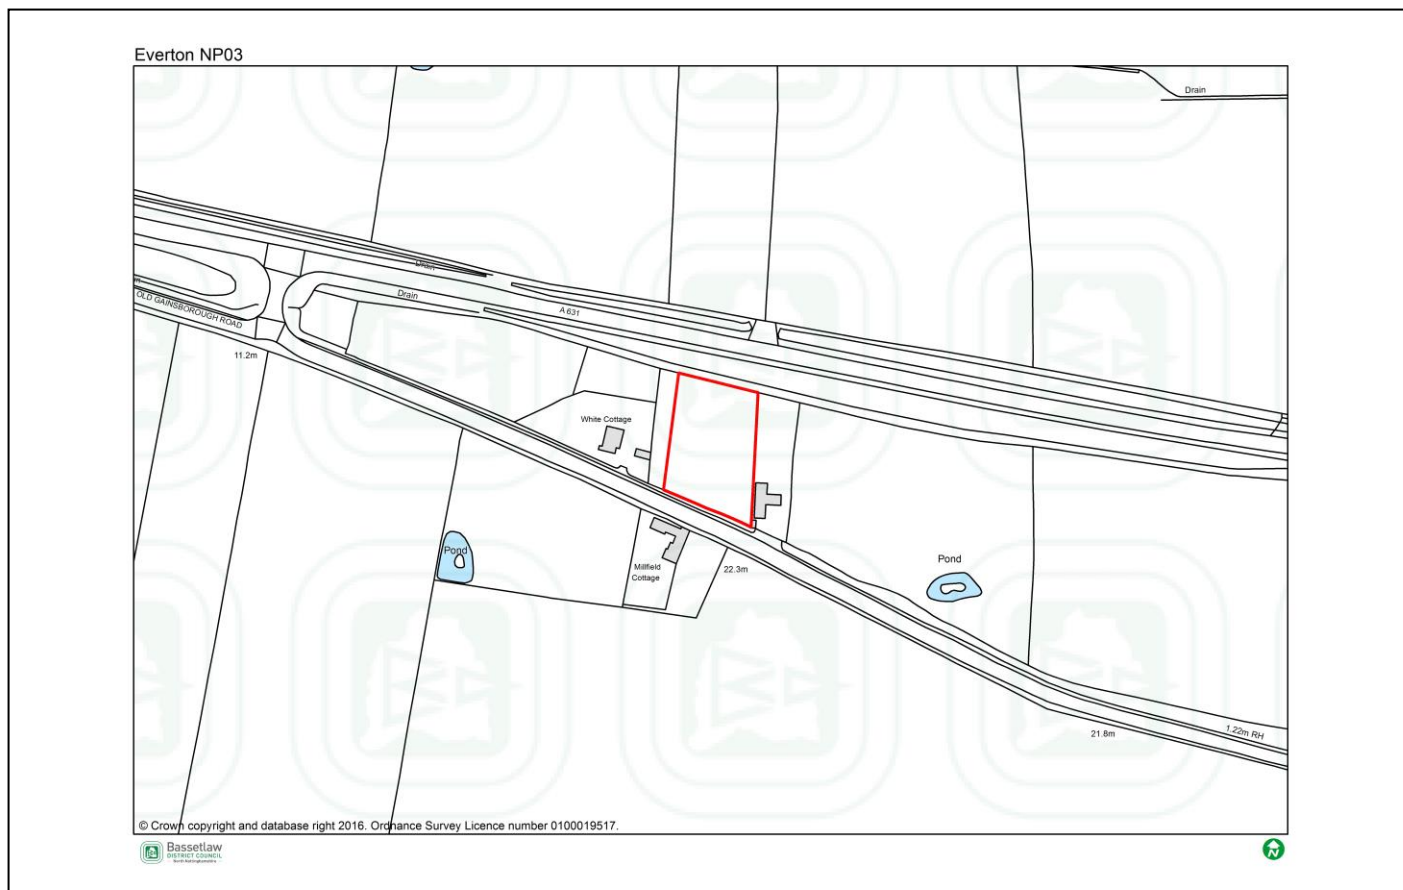 Everton NP03
Drain
Drain
Drain
A 631
OLD GAINSBOROUGH ROAD
11.2m
White Cottage
Pond
Millfield
Cottage
22.3m
Pond
21.8m
1.22m RH
© Crown copyright and database right 2016. Ordnance Survey Licence number 0100019517.
Bassetlaw
DISTRICT COUNCIL
North Nottinghamshire
N